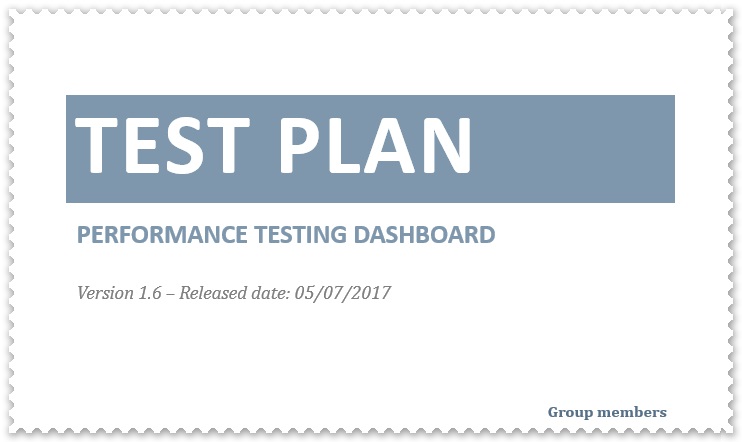 TEST PLAN
PERFORMANCE TESTING DASHBOARD
Version 1.6 – Released date: 05/07/2017
Group members